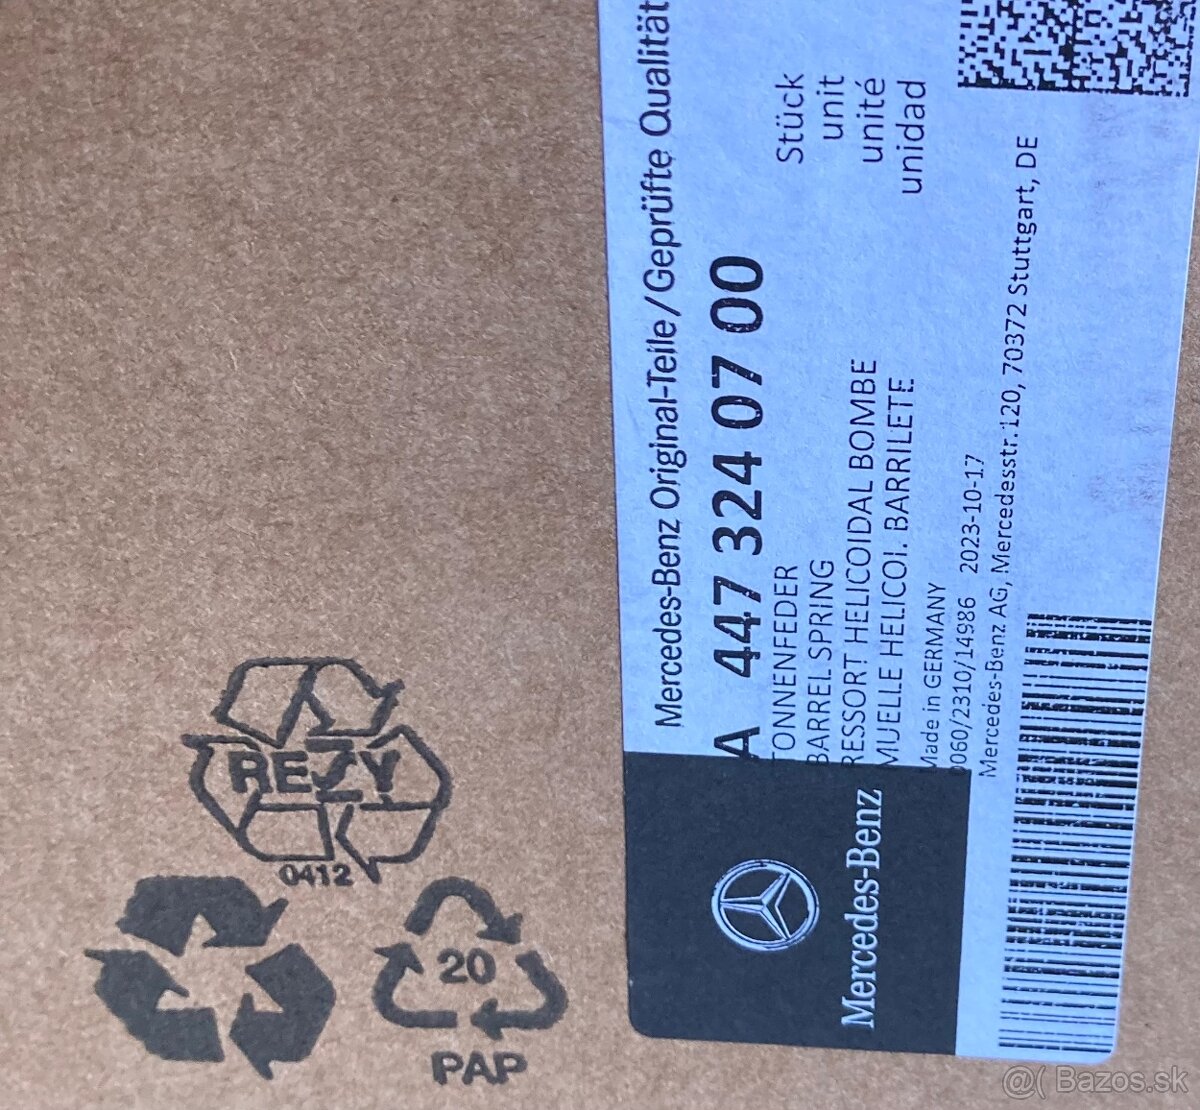 Mercedes-Benz Original-Teile/Geprüfte Qualität
A 447 324 07 00
TONNENFEDER
BARREL SPRING
RESSORT HELICOIDAL BOMBE
MUELLE HELICOI. BARRILETE
Stück
unit
unité
unidad
Made in GERMANY
0060/2310/14986 2023-10-17
Mercedes-Benz AG, Mercedesstr.120, 70372 Stuttgart, DE
Mercedes-Benz
RESY
0412
20
PAP
@( Bazos.sk